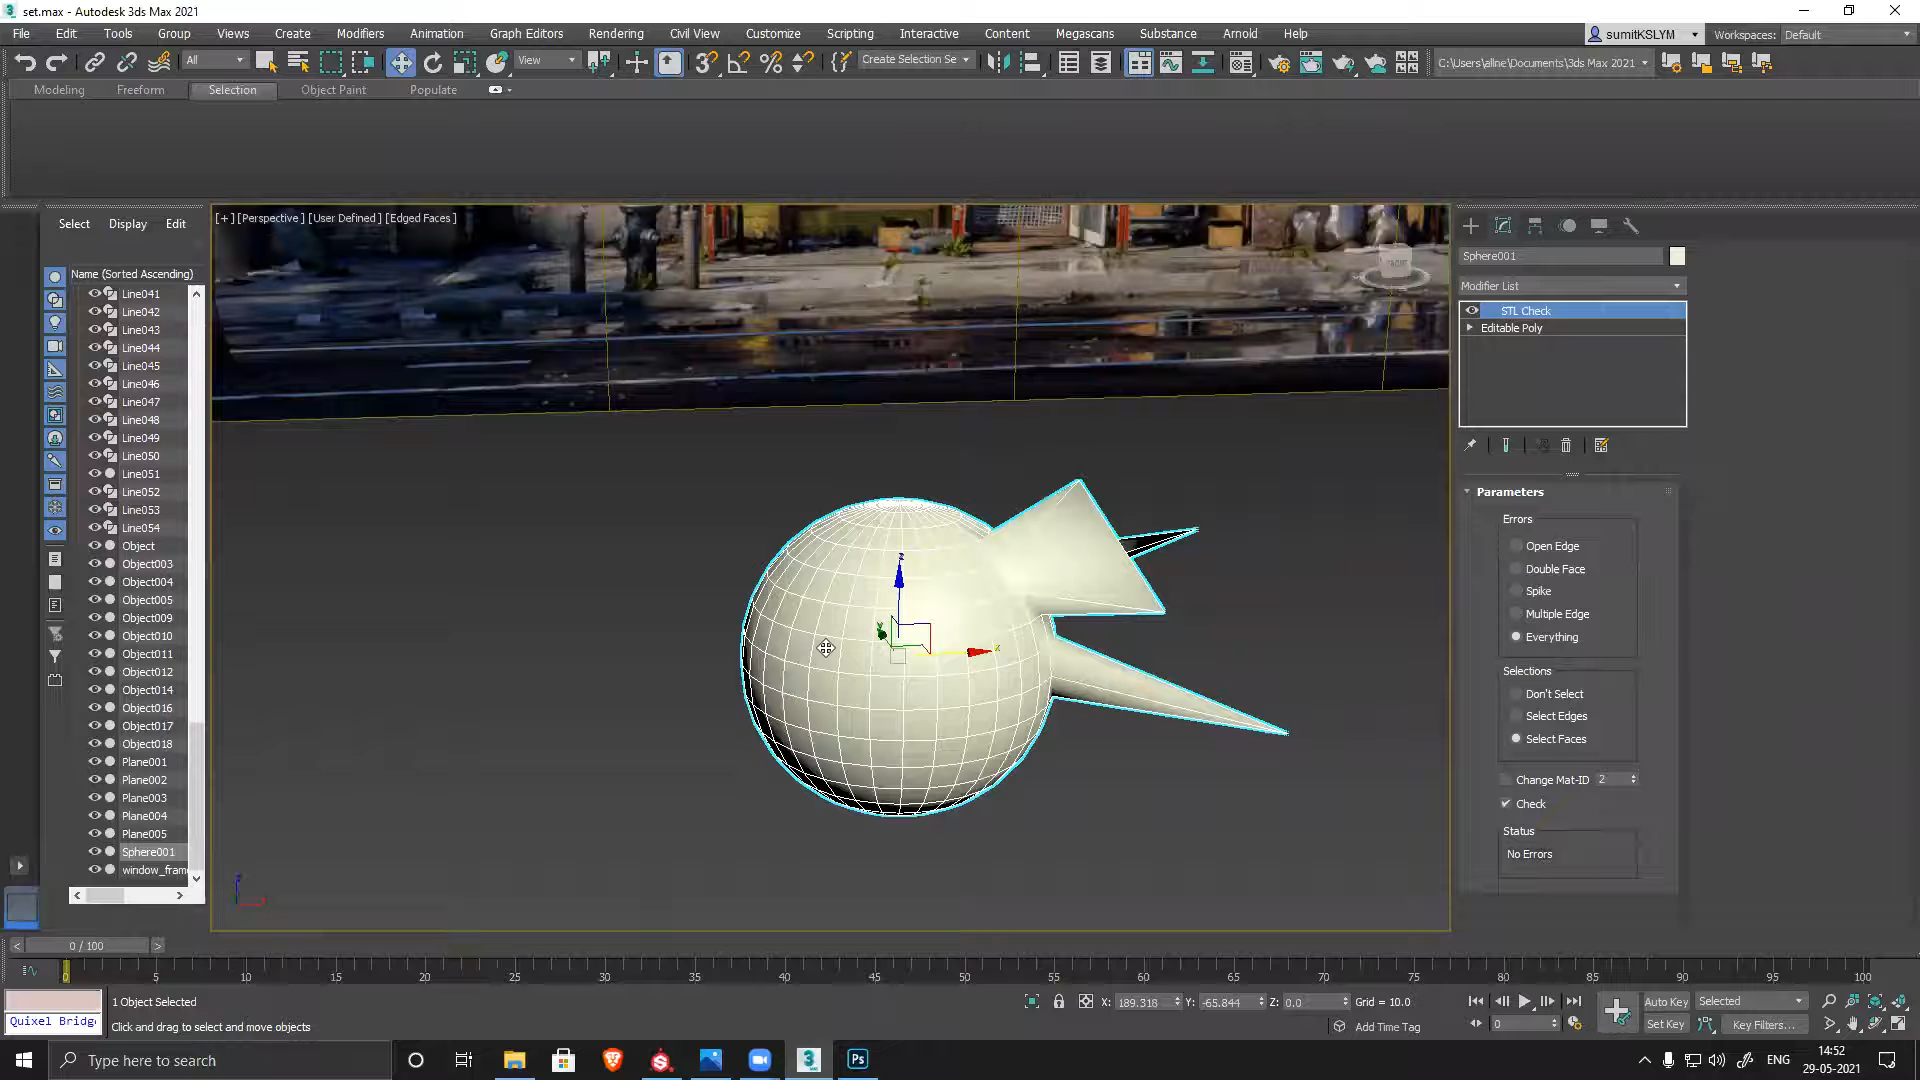 set.max - Autodesk 3ds Max 2021
File Edit Tools Group Views Create Modifiers Animation Graph Editors Rendering Civil View Customize Scripting Interactive Content Megascans Substance Arnold Help
sumitKSLYM Workspaces: Default
All View Create Selection Se C:\Users\allne\Documents\3ds Max 2021
Modeling Freeform Selection Object Paint Populate
Select Display Edit
[+] [Perspective] [User Defined] [Edged Faces]
FRONT
Name (Sorted Ascending)
Line041
Line042
Line043
Line044
Line045
Line046
Line047
Line048
Line049
Line050
Line051
Line052
Line053
Line054
Object
Object003
Object004
Object005
Object009
Object010
Object011
Object012
Object014
Object016
Object017
Object018
Plane001
Plane002
Plane003
Plane004
Plane005
Sphere001
window_fram
z
y
x
Sphere001
Modifier List
STL Check
Editable Poly
Parameters
Errors
Open Edge
Double Face
Spike
Multiple Edge
Everything
Selections
Don't Select
Select Edges
Select Faces
Change Mat-ID 2
Check
Status
No Errors
< 0 / 100 >
0 5 10 15 20 25 30 35 40 45 50 55 60 65 70 75 80 85 90 95 100
1 Object Selected
X: 189.318 Y: -65.844 Z: 0.0 Grid = 10.0
Auto Key Selected
Quixel Bridg
Click and drag to select and move objects
Add Time Tag
0
Set Key Key Filters...
Type here to search
3
MAX
Ps
ENG
14:52
29-05-2021